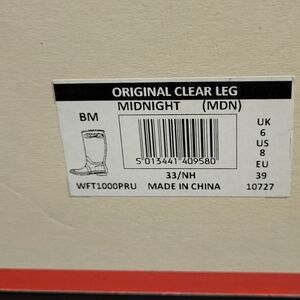 ORIGINAL CLEAR LEG
MIDNIGHT (MDN)
BM
5 013441 409580
33/NH
WFT1000PRU
MADE IN CHINA
UK
6
US
8
EU
39
10727